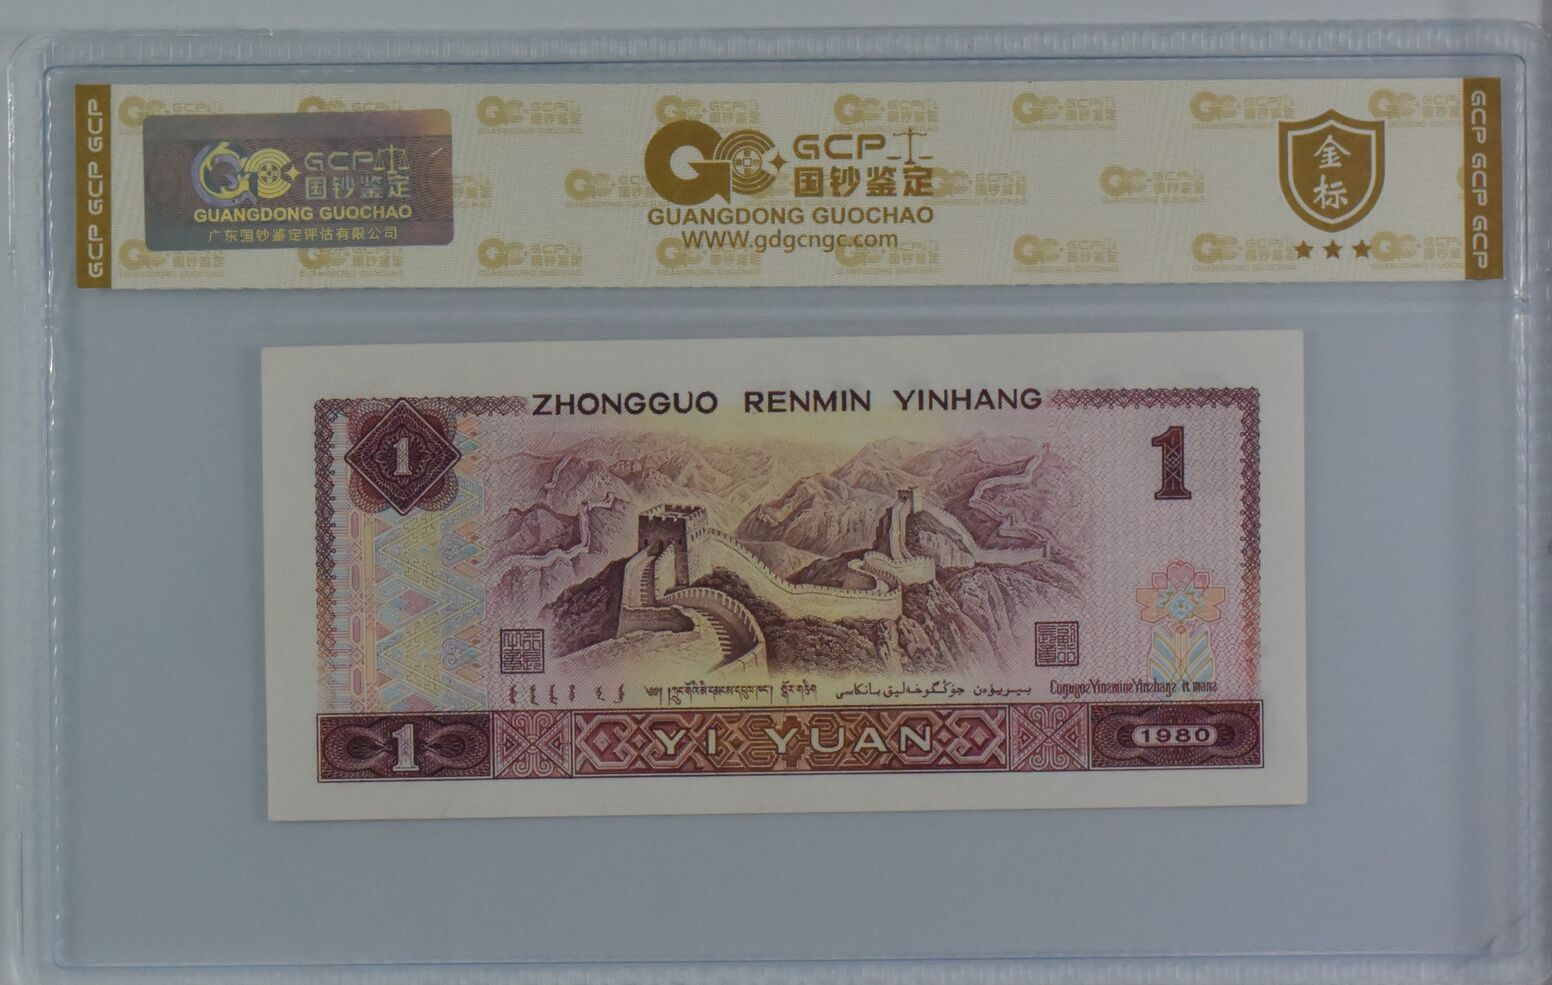 GCP GCP GCP
GCP
国钞鉴定
GUANGDONG GUOCHAO
广东国钞鉴定评估有限公司
GCP
国钞鉴定
GUANGDONG GUOCHAO
WWW.gdgcngc.com
金
标
GCP GCP GCP
ZHONGGUO RENMIN YINHANG
1
1
YI YUAN
1
1980